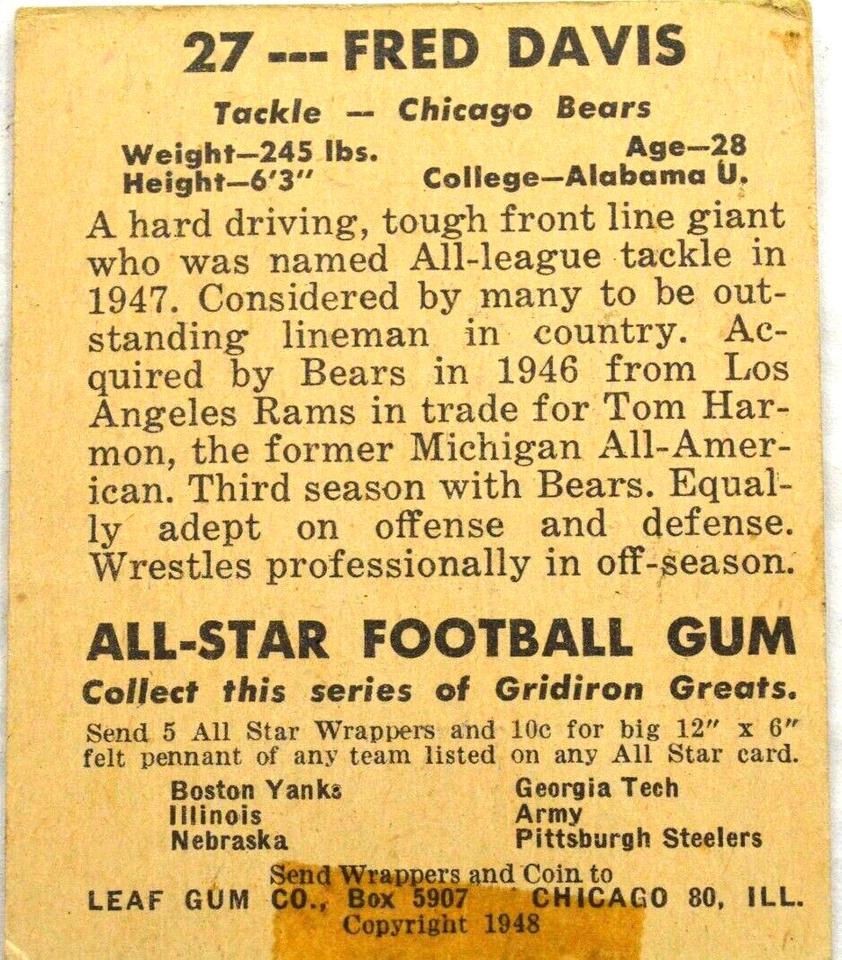 27 --- FRED DAVIS
Tackle — Chicago Bears
Weight—245 lbs. Age—28
Height—6'3" College—Alabama U.
A hard driving, tough front line giant
who was named All-league tackle in
1947. Considered by many to be out-
standing lineman in country. Ac-
quired by Bears in 1946 from Los
Angeles Rams in trade for Tom Har-
mon, the former Michigan All-Amer-
ican. Third season with Bears. Equal-
ly adept on offense and defense.
Wrestles professionally in off-season.
ALL-STAR FOOTBALL GUM
Collect this series of Gridiron Greats.
Send 5 All Star Wrappers and 10c for big 12" x 6"
felt pennant of any team listed on any All Star card.
Boston Yanks Georgia Tech
Illinois Army
Nebraska Pittsburgh Steelers
Send Wrappers and Coin to
LEAF GUM CO., Box 5907 CHICAGO 80, ILL.
Copyright 1948